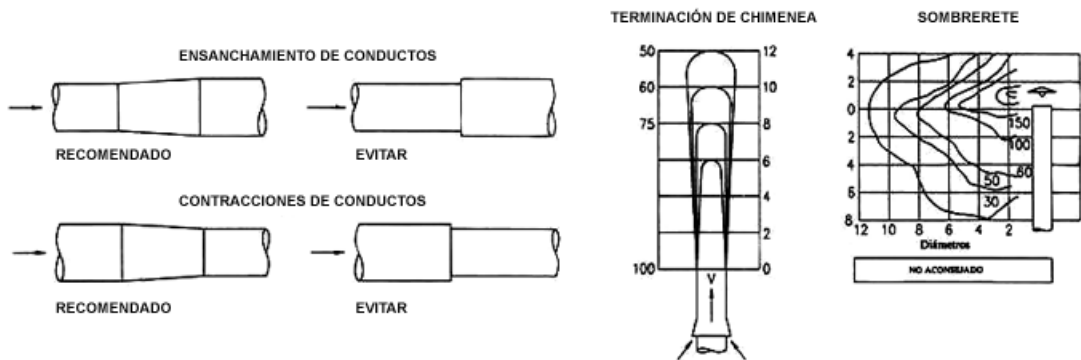 ENSANCHAMIENTO DE CONDUCTOS
RECOMENDADO
EVITAR
CONTRACCIONES DE CONDUCTOS
RECOMENDADO
EVITAR
TERMINACIÓN DE CHIMENEA
50 12
60 10
75 8
6
4
2
100 0
V
SOMBRERETE
4
2
0
2
4
5
8
150
100
60
50
30
12 10 8 6 4 2
Diámetros
NO ACONSEJADO